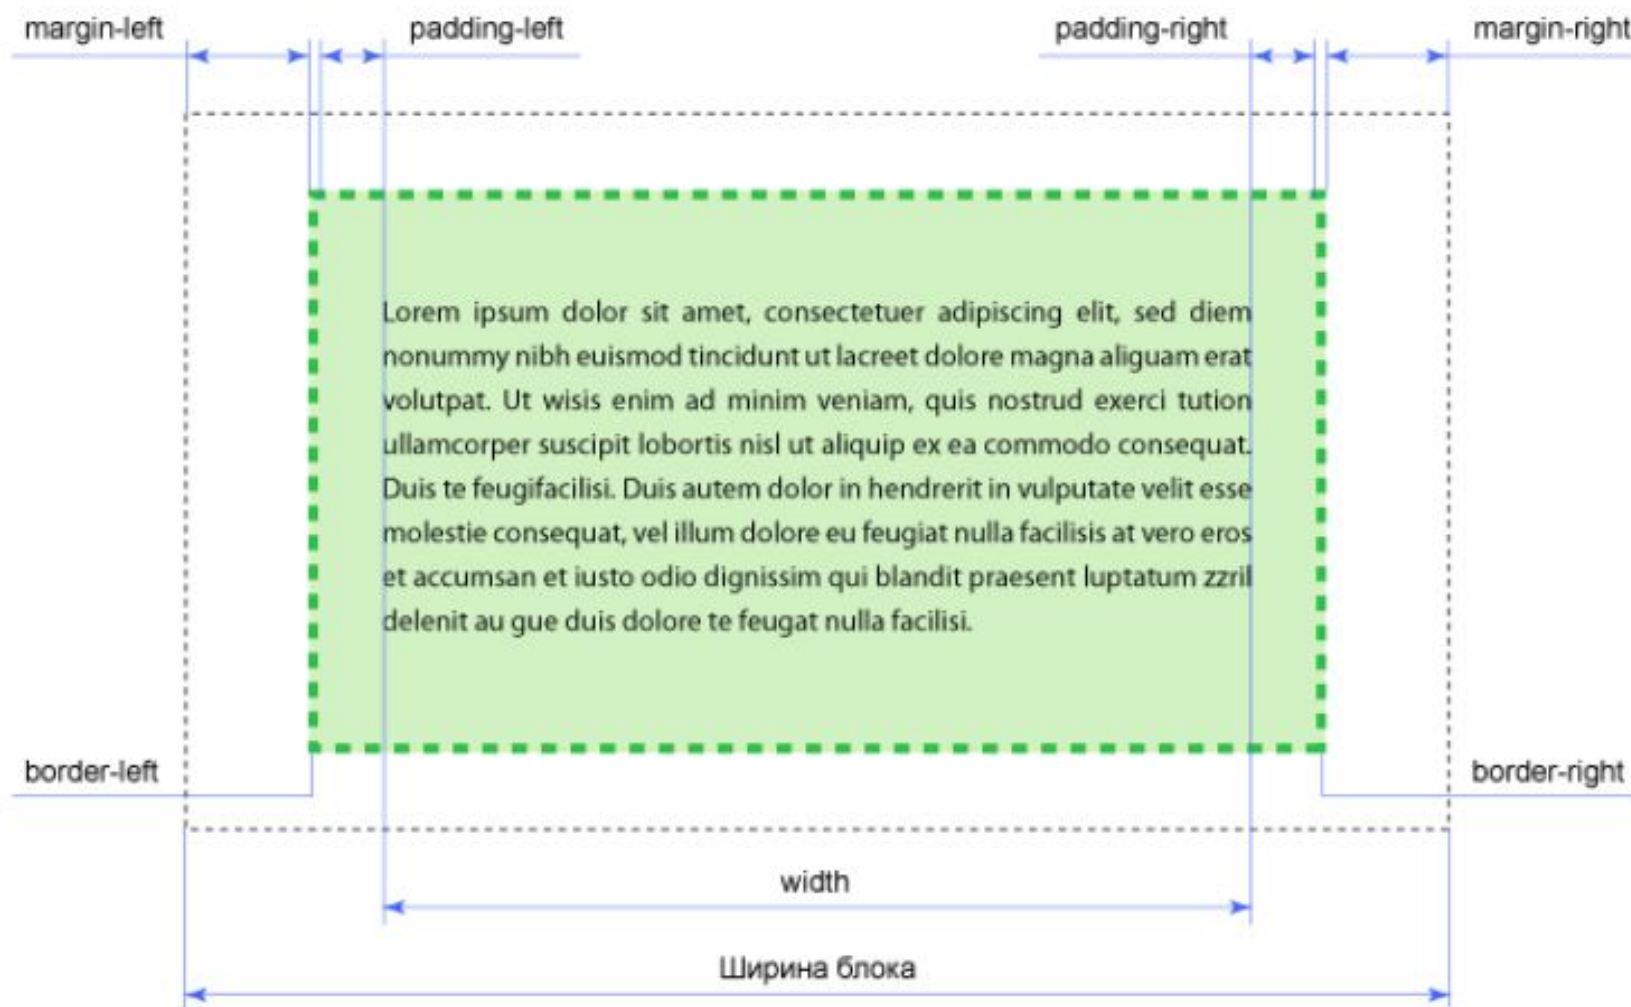 margin-left padding-left padding-right margin-right
Lorem ipsum dolor sit amet, consectetuer adipiscing elit, sed diem
nonummy nibh euismod tincidunt ut lacreet dolore magna aliguam erat
volutpat. Ut wisis enim ad minim veniam, quis nostrud exerci tution
ullamcorper suscipit lobortis nisl ut aliquip ex ea commodo consequat.
Duis te feugifacilisi. Duis autem dolor in hendrerit in vulputate velit esse
molestie consequat, vel illum dolore eu feugiat nulla facilisis at vero eros
et accumsan et iusto odio dignissim qui blandit praesent luptatum zzril
delenit au gue duis dolore te feugat nulla facilisi.
border-left border-right
width
Ширина блока